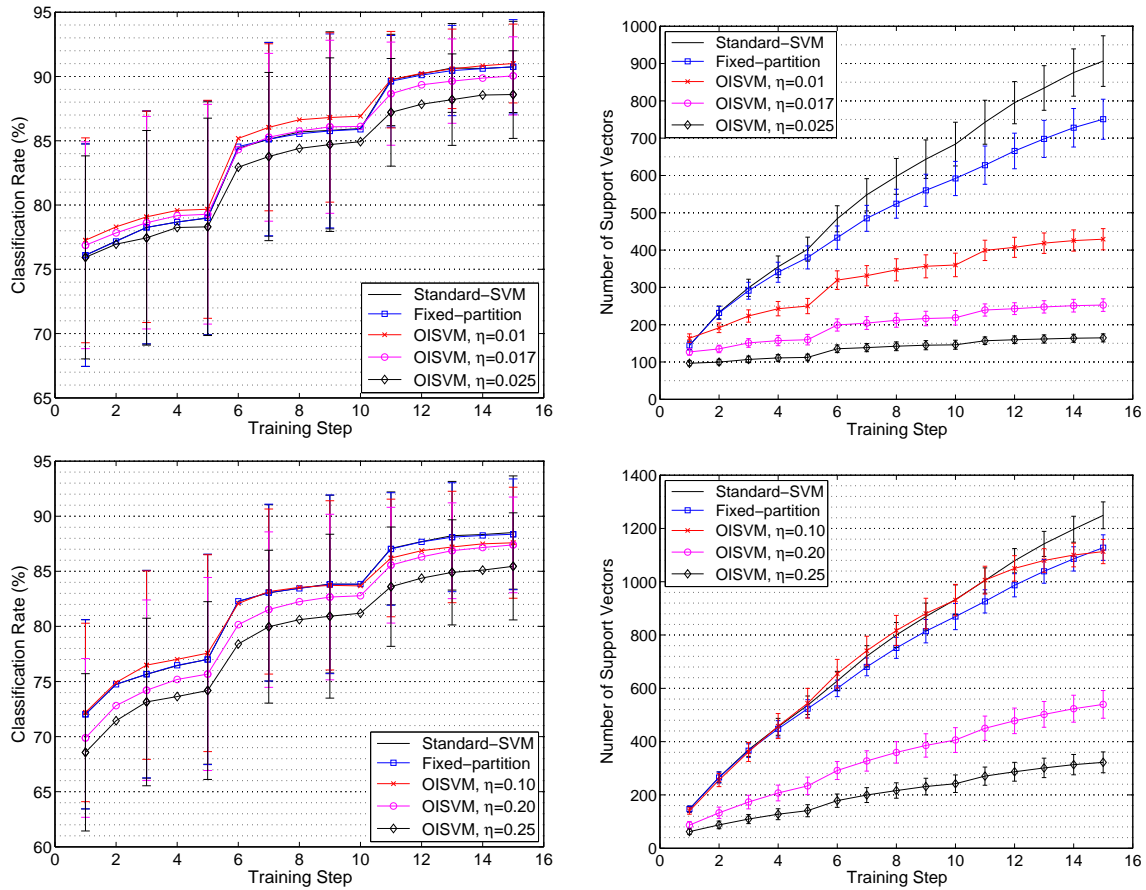 95
90
85
80
75
70
65
0 2 4 6 8 10 12 14 16
Classification Rate (%)
Training Step
Standard−SVM
Fixed−partition
OISVM, η=0.01
OISVM, η=0.017
OISVM, η=0.025
1000
900
800
700
600
500
400
300
200
100
0
0 2 4 6 8 10 12 14 16
Number of Support Vectors
Training Step
Standard−SVM
Fixed−partition
OISVM, η=0.01
OISVM, η=0.017
OISVM, η=0.025
95
90
85
80
75
70
65
60
0 2 4 6 8 10 12 14 16
Classification Rate (%)
Training Step
Standard−SVM
Fixed−partition
OISVM, η=0.10
OISVM, η=0.20
OISVM, η=0.25
1400
1200
1000
800
600
400
200
0
0 2 4 6 8 10 12 14 16
Number of Support Vectors
Training Step
Standard−SVM
Fixed−partition
OISVM, η=0.10
OISVM, η=0.20
OISVM, η=0.25